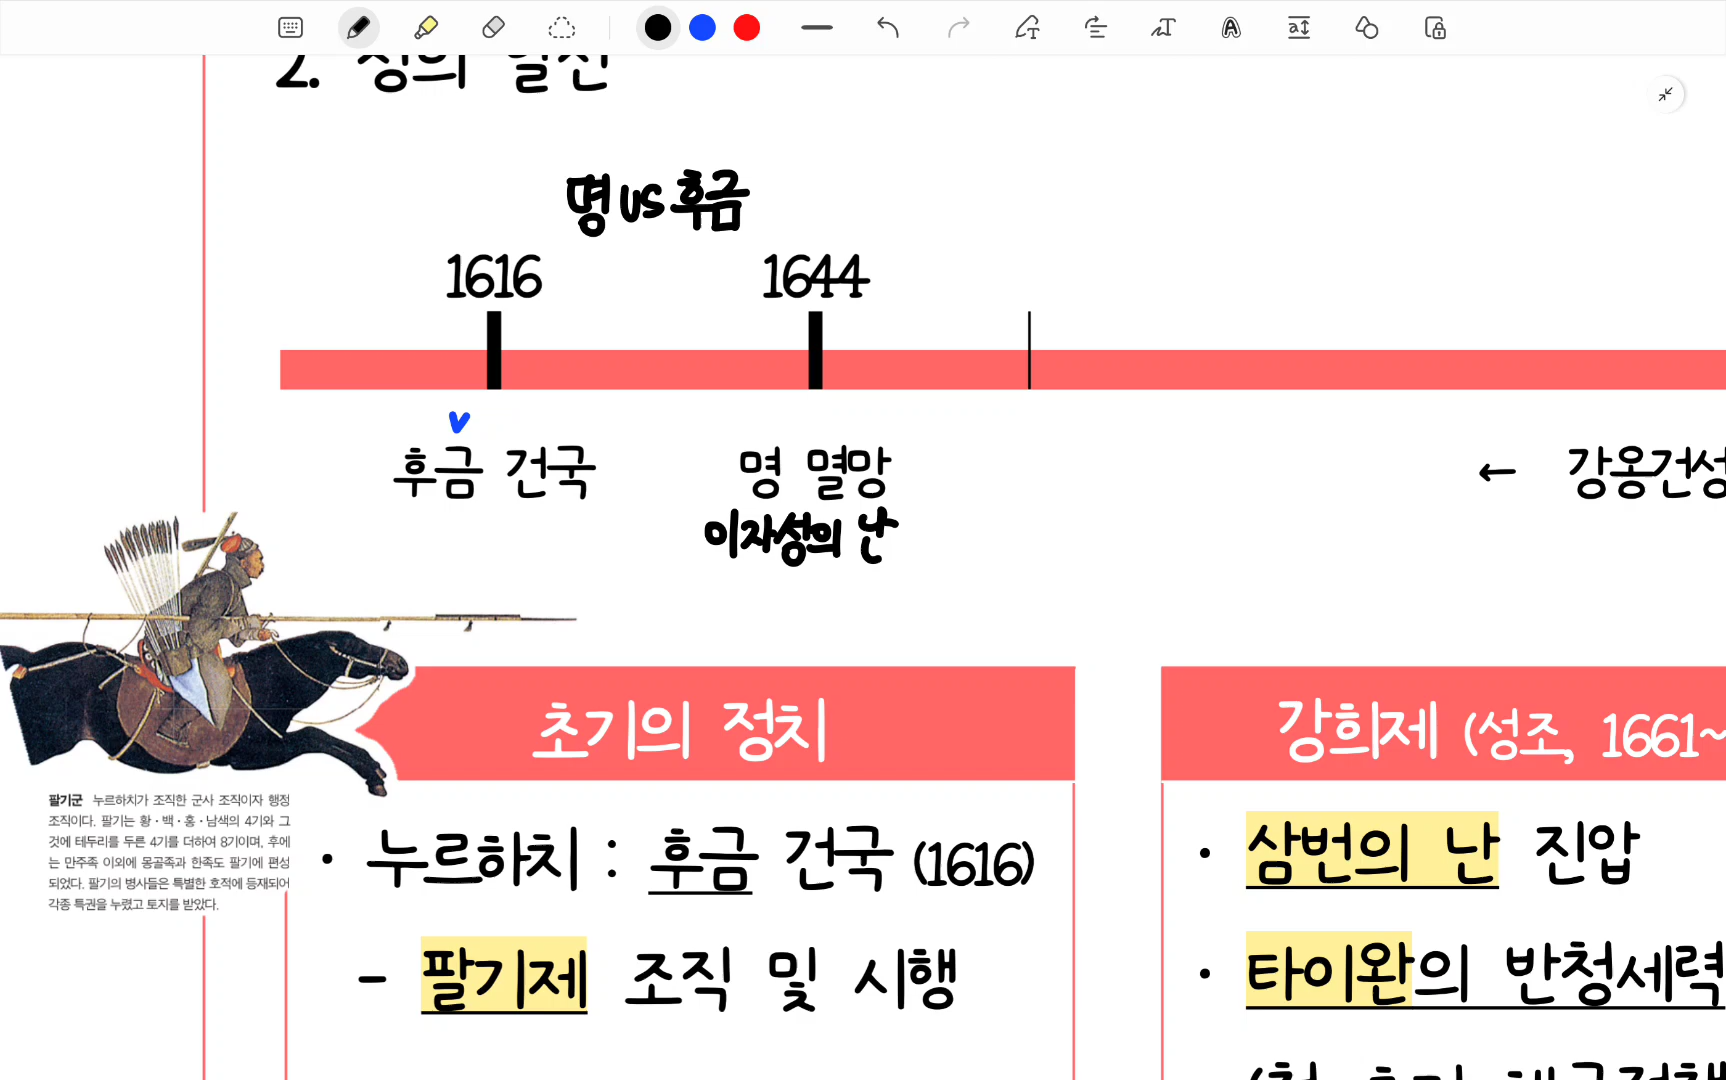 2. 청의 발전
명 vs 후금
1616
1644
v
후금 건국
명 멸망
이자성의 난
← 강옹건성
초기의 정치
강희제 (성조, 1661~
팔기군 누르하치가 조직한 군사 조직이자 행정
조직이다. 팔기는 황·백·홍·남색의 4기와 그
것에 테두리를 두른 4기를 더하여 8기이며, 후에
는 만주족 이외에 몽골족과 한족도 팔기에 편성
되었다. 팔기의 병사들은 특별한 호적에 등재되어
각종 특권을 누렸고 토지를 받았다.
· 누르하치 : 후금 건국 (1616)
- 팔기제 조직 및 시행
· 삼번의 난 진압
· 타이완의 반청세력